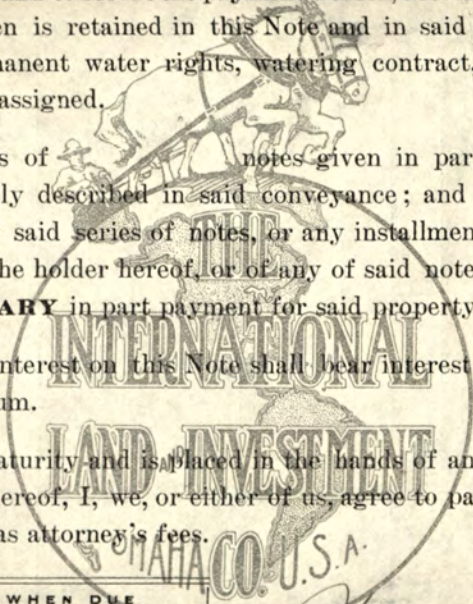 en is retained in this Note and in said
manent water rights, watering contract,
assigned.
s of notes given in par
ly described in said conveyance; and
said series of notes, or any installmen
he holder hereof, or of any of said note
ARY in part payment for said property
nterest on this Note shall bear interest
um.
aturity and is placed in the hands of an
ereof, I, we, or either of us, agree to pa
as attorney's fees.
WHEN DUE
THE
INTERNATIONAL
LAND AND INVESTMENT
CO.
OMAHA U.S.A.